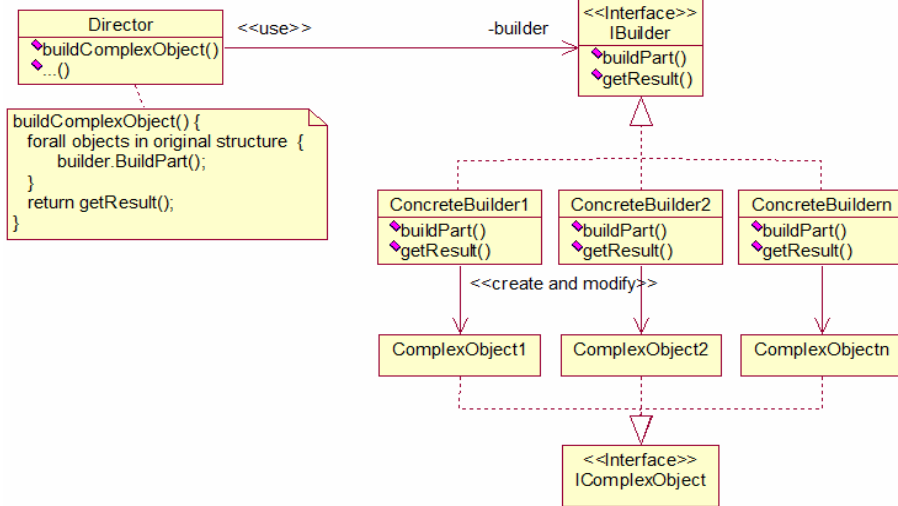 Director
buildComplexObject()
...()
<<use>>
-builder
<<Interface>>
IBuilder
buildPart()
getResult()
buildComplexObject() {
forall objects in original structure {
builder.BuildPart();
}
return getResult();
}
ConcreteBuilder1
buildPart()
getResult()
ConcreteBuilder2
buildPart()
getResult()
ConcreteBuildern
buildPart()
getResult()
<<create and modify>>
ComplexObject1
ComplexObject2
ComplexObjectn
<<Interface>>
IComplexObject